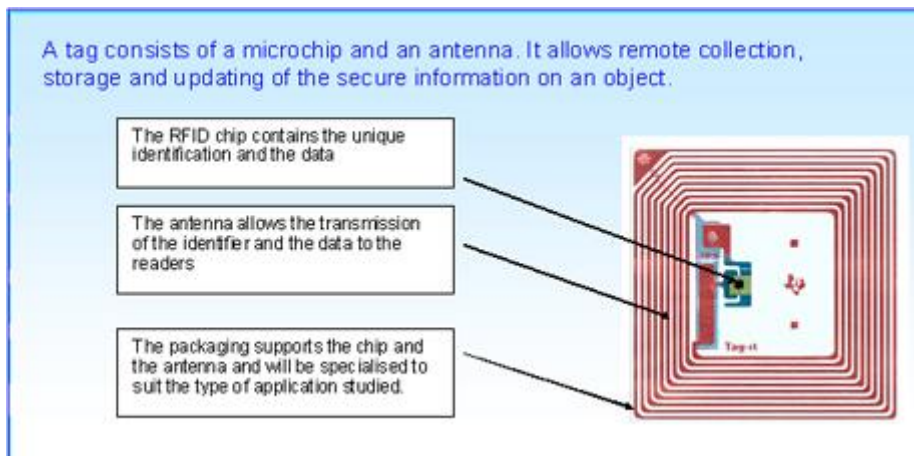 A tag consists of a microchip and an antenna. It allows remote collection,
storage and updating of the secure information on an object.
The RFID chip contains the unique
identification and the data
The antenna allows the transmission
of the identifier and the data to the
readers
The packaging supports the chip and
the antenna and will be specialised to
suit the type of application studied.
Tag-it